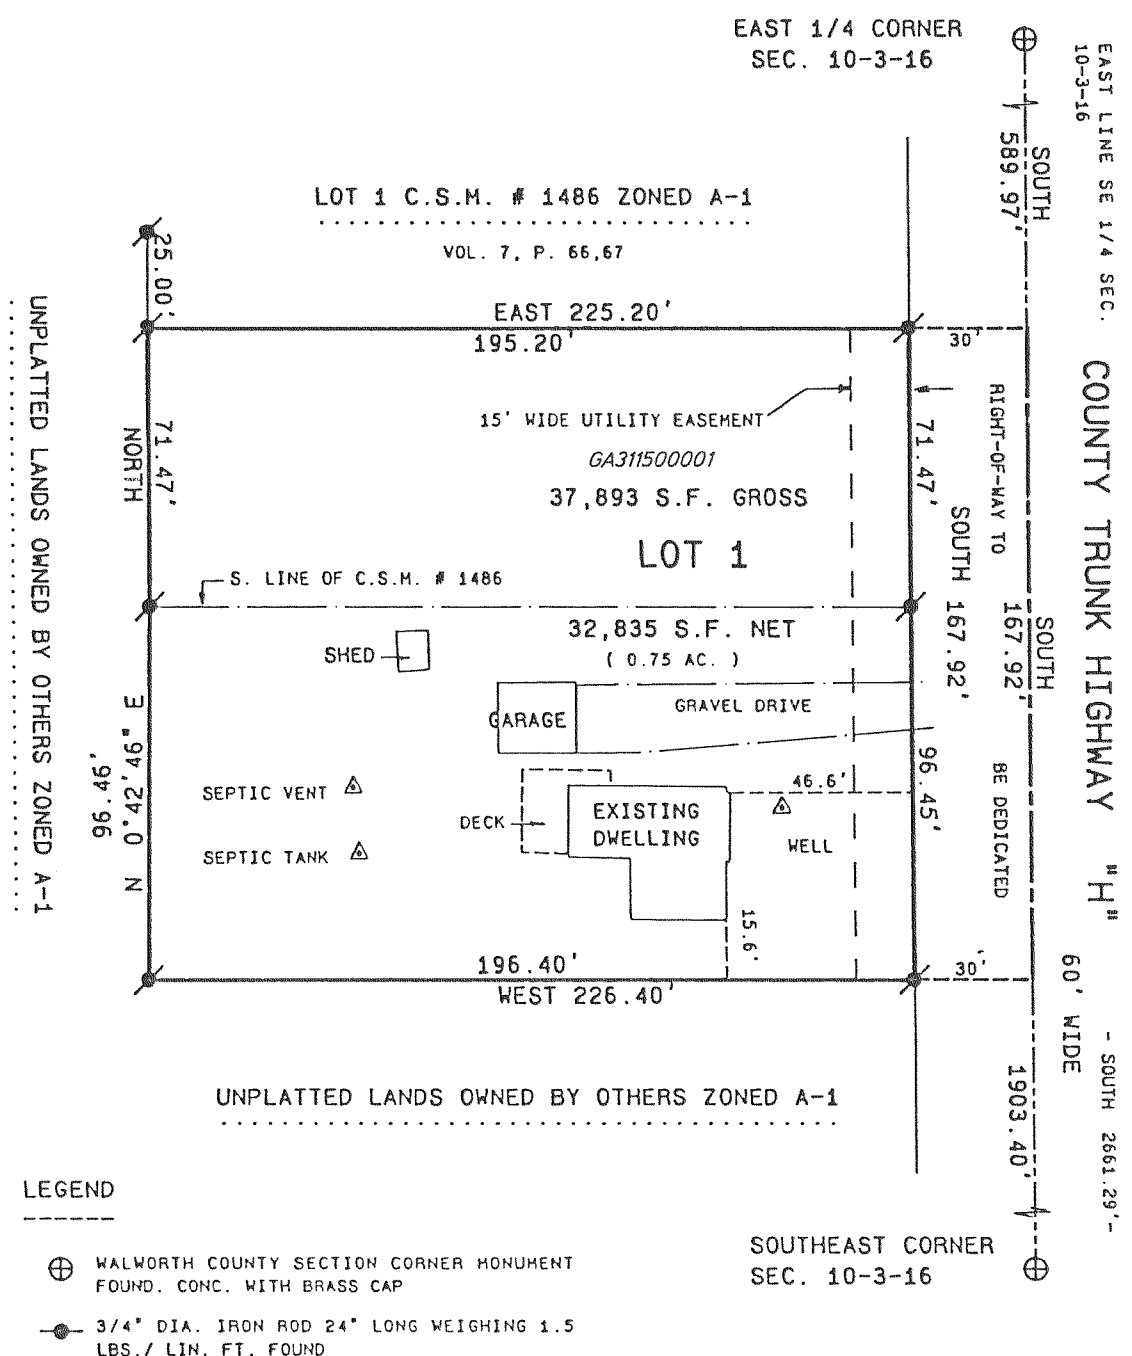 EAST 1/4 CORNER
SEC. 10-3-16
EAST LINE SE 1/4 SEC.
10-3-16
SOUTH
589.97'
LOT 1 C.S.M. # 1486 ZONED A-1
VOL. 7, P. 66,67
25.00'
EAST 225.20'
195.20'
30'
UNPLATTED LANDS OWNED BY OTHERS ZONED A-1
NORTH
71.47'
15' WIDE UTILITY EASEMENT
GA311500001
37,893 S.F. GROSS
LOT 1
71.47'
RIGHT-OF-WAY TO
BE DEDICATED
SOUTH 167.92'
SOUTH
167.92'
COUNTY TRUNK HIGHWAY "H"
60' WIDE
S. LINE OF C.S.M. # 1486
32,835 S.F. NET
( 0.75 AC. )
SHED
GARAGE
GRAVEL DRIVE
N 0°42'46" E
96.46'
96.45'
SEPTIC VENT
SEPTIC TANK
DECK
EXISTING
DWELLING
46.6'
WELL
15.6'
196.40'
WEST 226.40'
30'
- SOUTH 2661.29'-
1903.40'
UNPLATTED LANDS OWNED BY OTHERS ZONED A-1
SOUTHEAST CORNER
SEC. 10-3-16
LEGEND
WALWORTH COUNTY SECTION CORNER MONUMENT
FOUND. CONC. WITH BRASS CAP
3/4" DIA. IRON ROD 24" LONG WEIGHING 1.5
LBS./ LIN. FT. FOUND